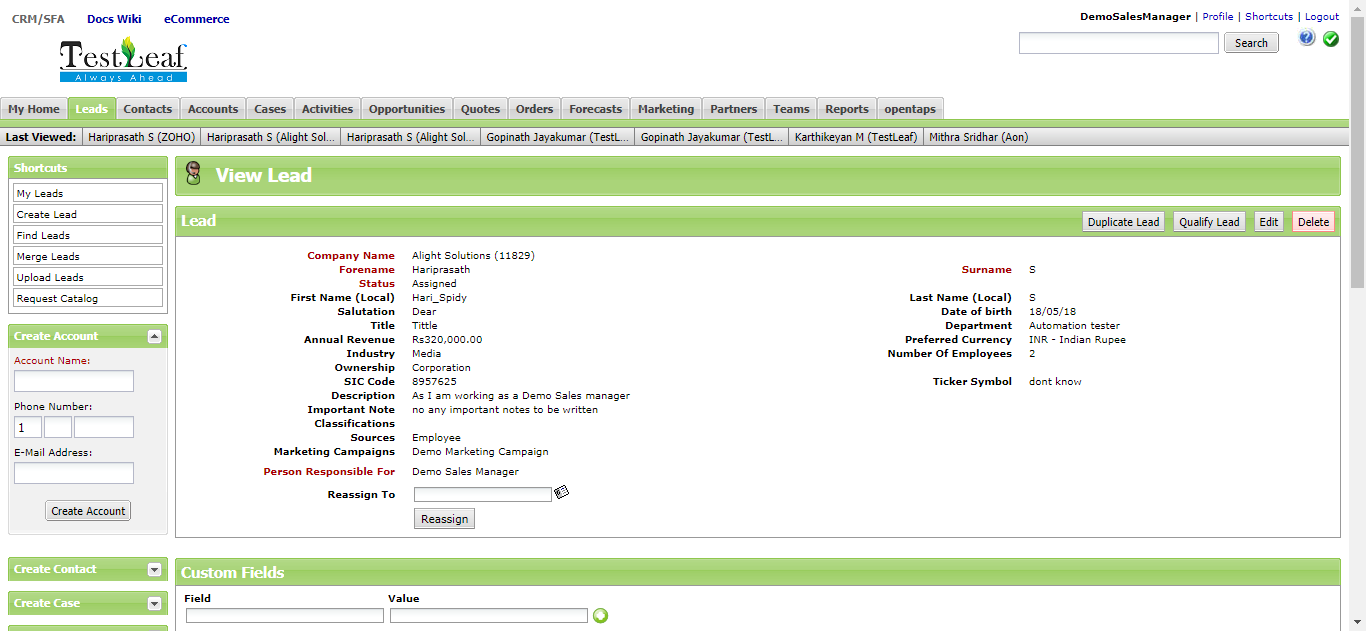 CRM/SFA Docs Wiki eCommerce
DemoSalesManager | Profile | Shortcuts | Logout
Search
TestLeaf
Always Ahead
My Home Leads Contacts Accounts Cases Activities Opportunities Quotes Orders Forecasts Marketing Partners Teams Reports opentaps
Last Viewed: Hariprasath S (ZOHO) Hariprasath S (Alight Sol... Hariprasath S (Alight Sol... Gopinath Jayakumar (TestL... Gopinath Jayakumar (TestL... Karthikeyan M (TestLeaf) Mithra Sridhar (Aon)
Shortcuts
My Leads
Create Lead
Find Leads
Merge Leads
Upload Leads
Request Catalog
Create Account
Account Name:
Phone Number:
1
E-Mail Address:
Create Account
Create Contact
Create Case
View Lead
Lead Duplicate Lead Qualify Lead Edit Delete
Company Name Alight Solutions (11829)
Forename Hariprasath Surname S
Status Assigned
First Name (Local) Hari_Spidy Last Name (Local) S
Salutation Dear Date of birth 18/05/18
Title Tittle Department Automation tester
Annual Revenue Rs320,000.00 Preferred Currency INR - Indian Rupee
Industry Media Number Of Employees 2
Ownership Corporation
SIC Code 8957625 Ticker Symbol dont know
Description As I am working as a Demo Sales manager
Important Note no any important notes to be written
Classifications
Sources Employee
Marketing Campaigns Demo Marketing Campaign
Person Responsible For Demo Sales Manager
Reassign To
Reassign
Custom Fields
Field Value